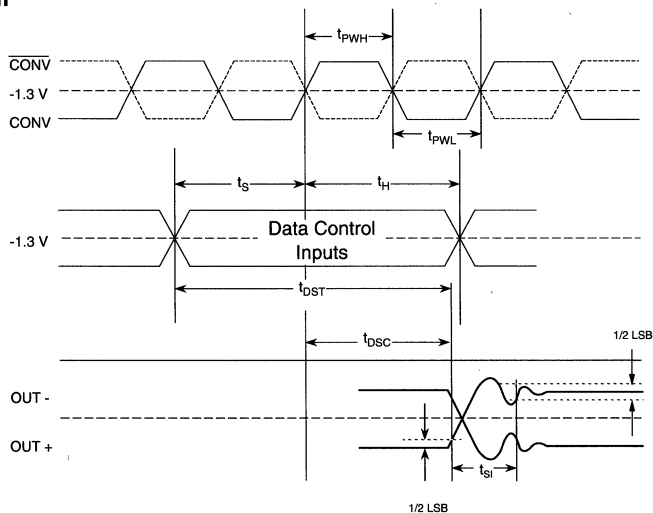 t_PWH
C̅O̅N̅V̅
-1.3 V
CONV
t_PWL
t_S
t_H
Data Control
-1.3 V
Inputs
t_DST
t_DSC
1/2 LSB
OUT -
OUT +
t_SI
1/2 LSB